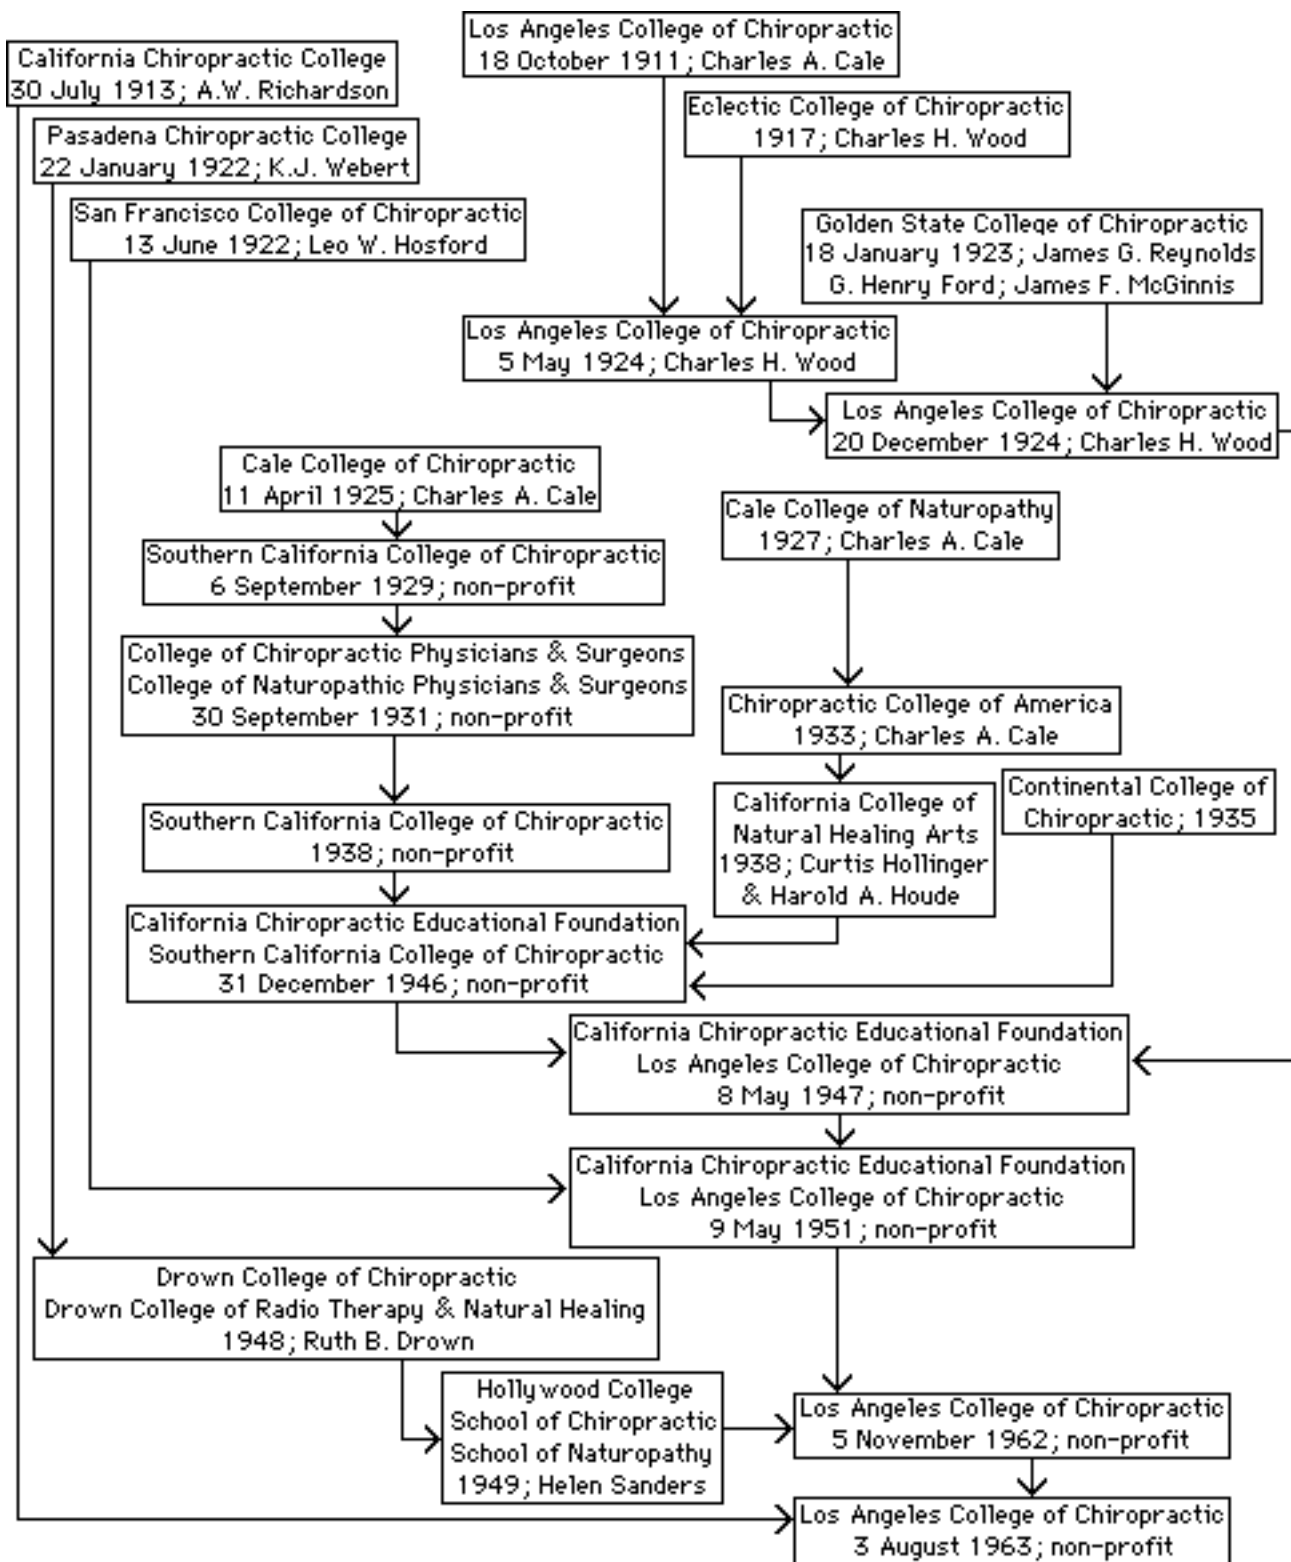 Los Angeles College of Chiropractic
18 October 1911; Charles A. Cale
California Chiropractic College
30 July 1913; A.W. Richardson
Eclectic College of Chiropractic
1917; Charles H. Wood
Pasadena Chiropractic College
22 January 1922; K.J. Webert
San Francisco College of Chiropractic
13 June 1922; Leo W. Hosford
Golden State College of Chiropractic
18 January 1923; James G. Reynolds
G. Henry Ford; James F. McGinnis
Los Angeles College of Chiropractic
5 May 1924; Charles H. Wood
Los Angeles College of Chiropractic
20 December 1924; Charles H. Wood
Cale College of Chiropractic
11 April 1925; Charles A. Cale
Cale College of Naturopathy
1927; Charles A. Cale
Southern California College of Chiropractic
6 September 1929; non-profit
College of Chiropractic Physicians & Surgeons
College of Naturopathic Physicians & Surgeons
30 September 1931; non-profit
Chiropractic College of America
1933; Charles A. Cale
Continental College of
Chiropractic; 1935
California College of
Natural Healing Arts
1938; Curtis Hollinger
& Harold A. Houde
Southern California College of Chiropractic
1938; non-profit
California Chiropractic Educational Foundation
Southern California College of Chiropractic
31 December 1946; non-profit
California Chiropractic Educational Foundation
Los Angeles College of Chiropractic
8 May 1947; non-profit
California Chiropractic Educational Foundation
Los Angeles College of Chiropractic
9 May 1951; non-profit
Drown College of Chiropractic
Drown College of Radio Therapy & Natural Healing
1948; Ruth B. Drown
Hollywood College
School of Chiropractic
School of Naturopathy
1949; Helen Sanders
Los Angeles College of Chiropractic
5 November 1962; non-profit
Los Angeles College of Chiropractic
3 August 1963; non-profit